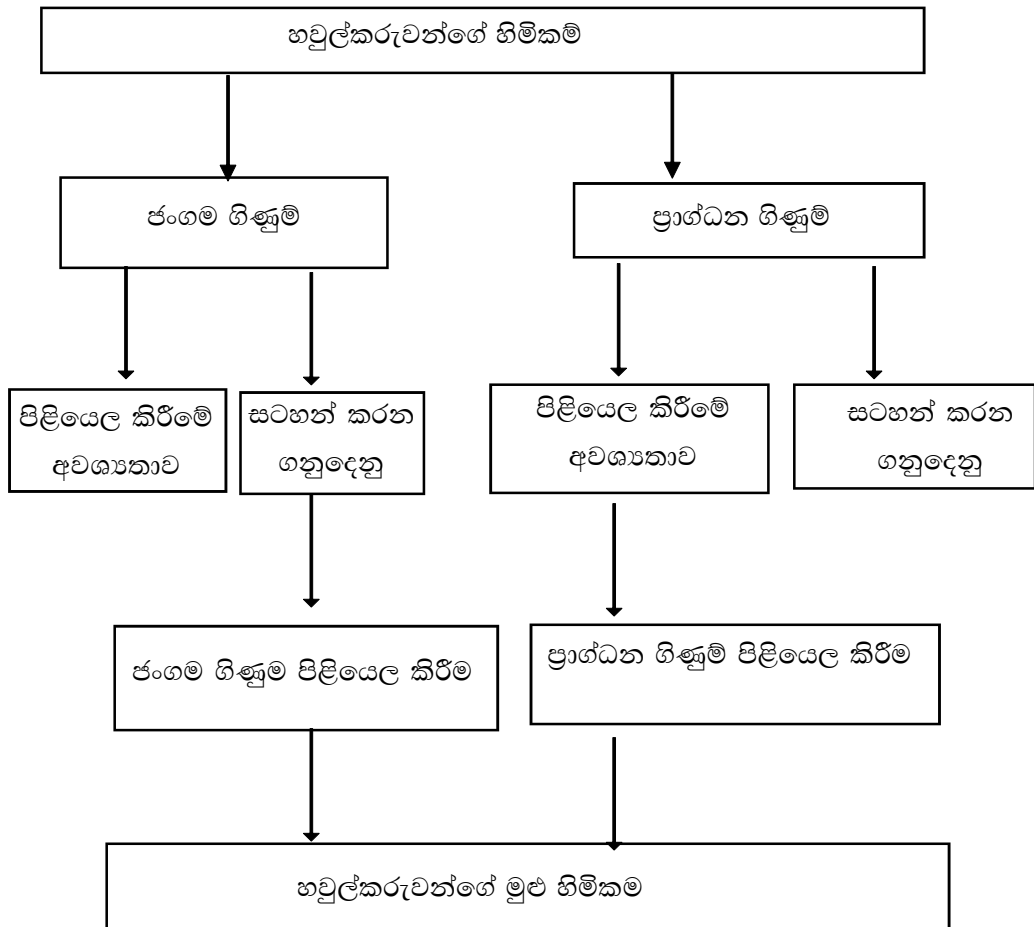 හවුල්කරුවන්ගේ හිමිකම්
ජංගම ගිණුම්
ප්‍රාග්ධන ගිණුම්
පිළියෙල කිරීමේ
අවශ්‍යතාව
සටහන් කරන
ගනුදෙනු
පිළියෙල කිරීමේ
අවශ්‍යතාව
සටහන් කරන
ගනුදෙනු
ජංගම ගිණුම පිළියෙල කිරීම
ප්‍රාග්ධන ගිණුම් පිළියෙල කිරීම
හවුල්කරුවන්ගේ මුළු හිමිකම